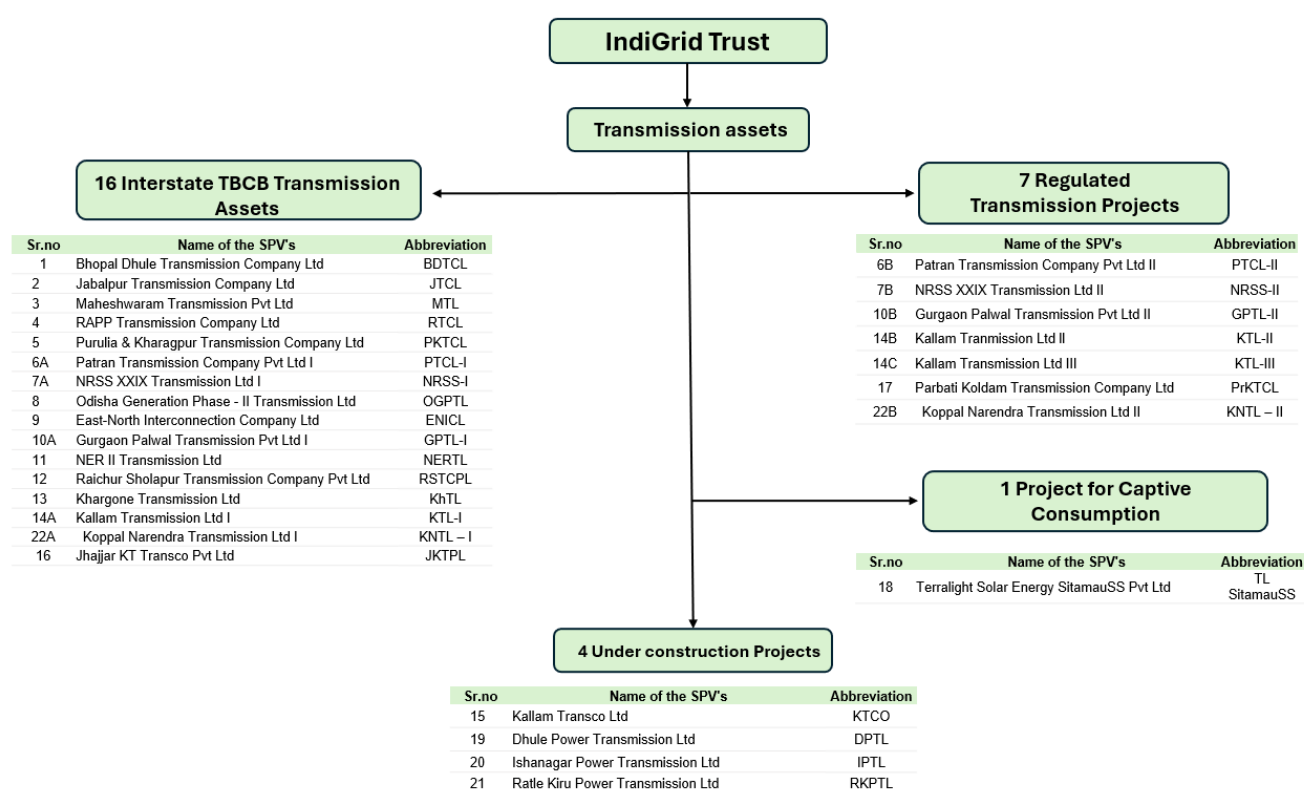 IndiGrid Trust
Transmission assets
16 Interstate TBCB Transmission
Assets
Sr.no Name of the SPV's Abbreviation
1 Bhopal Dhule Transmission Company Ltd BDTCL
2 Jabalpur Transmission Company Ltd JTCL
3 Maheshwaram Transmission Pvt Ltd MTL
4 RAPP Transmission Company Ltd RTCL
5 Purulia & Kharagpur Transmission Company Ltd PKTCL
6A Patran Transmission Company Pvt Ltd I PTCL-I
7A NRSS XXIX Transmission Ltd I NRSS-I
8 Odisha Generation Phase - II Transmission Ltd OGPTL
9 East-North Interconnection Company Ltd ENICL
10A Gurgaon Palwal Transmission Pvt Ltd I GPTL-I
11 NER II Transmission Ltd NERTL
12 Raichur Sholapur Transmission Company Pvt Ltd RSTCPL
13 Khargone Transmission Ltd KhTL
14A Kallam Transmission Ltd I KTL-I
22A Koppal Narendra Transmission Ltd I KNTL – I
16 Jhajjar KT Transco Pvt Ltd JKTPL
7 Regulated
Transmission Projects
Sr.no Name of the SPV's Abbreviation
6B Patran Transmission Company Pvt Ltd II PTCL-II
7B NRSS XXIX Transmission Ltd II NRSS-II
10B Gurgaon Palwal Transmission Pvt Ltd II GPTL-II
14B Kallam Tranmission Ltd II KTL-II
14C Kallam Transmission Ltd III KTL-III
17 Parbati Koldam Transmission Company Ltd PrKTCL
22B Koppal Narendra Transmission Ltd II KNTL – II
1 Project for Captive
Consumption
Sr.no Name of the SPV's Abbreviation
18 Terralight Solar Energy SitamauSS Pvt Ltd TL
SitamauSS
4 Under construction Projects
Sr.no Name of the SPV's Abbreviation
15 Kallam Transco Ltd KTCO
19 Dhule Power Transmission Ltd DPTL
20 Ishanagar Power Transmission Ltd IPTL
21 Ratle Kiru Power Transmission Ltd RKPTL